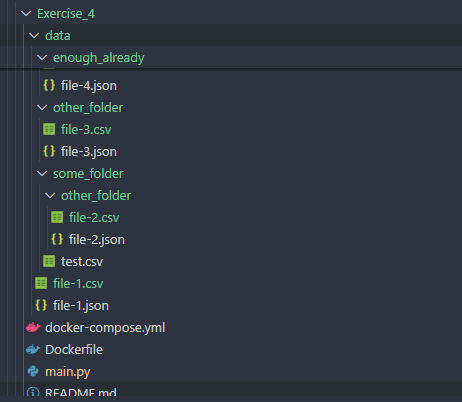 Exercise_4
data
enough_already
file-4.json
other_folder
file-3.csv
file-3.json
some_folder
other_folder
file-2.csv
file-2.json
test.csv
file-1.csv
file-1.json
docker-compose.yml
Dockerfile
main.py
README.md